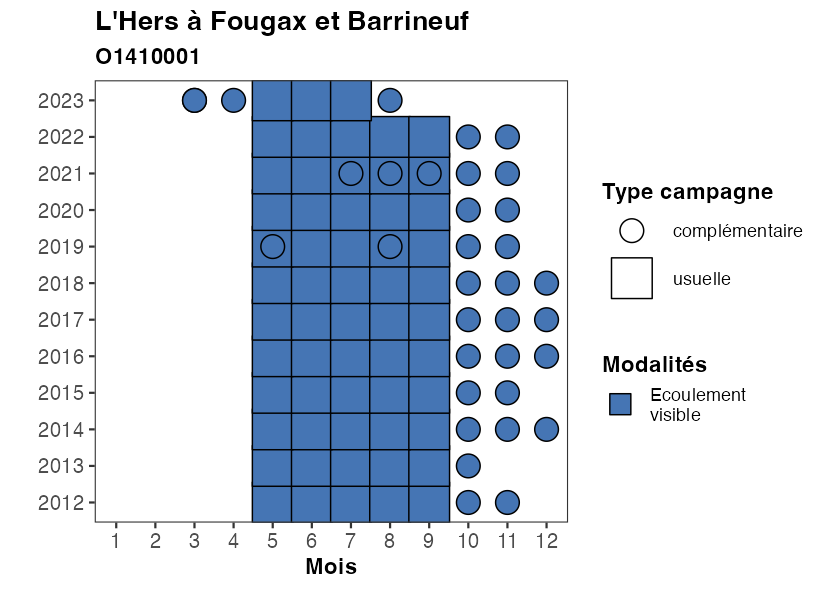 L'Hers à Fougax et Barrineuf
O1410001
2023
2022
2021
2020
2019
2018
2017
2016
2015
2014
2013
2012
1 2 3 4 5 6 7 8 9 10 11 12
Mois
Type campagne
complémentaire
usuelle
Modalités
Ecoulement
visible